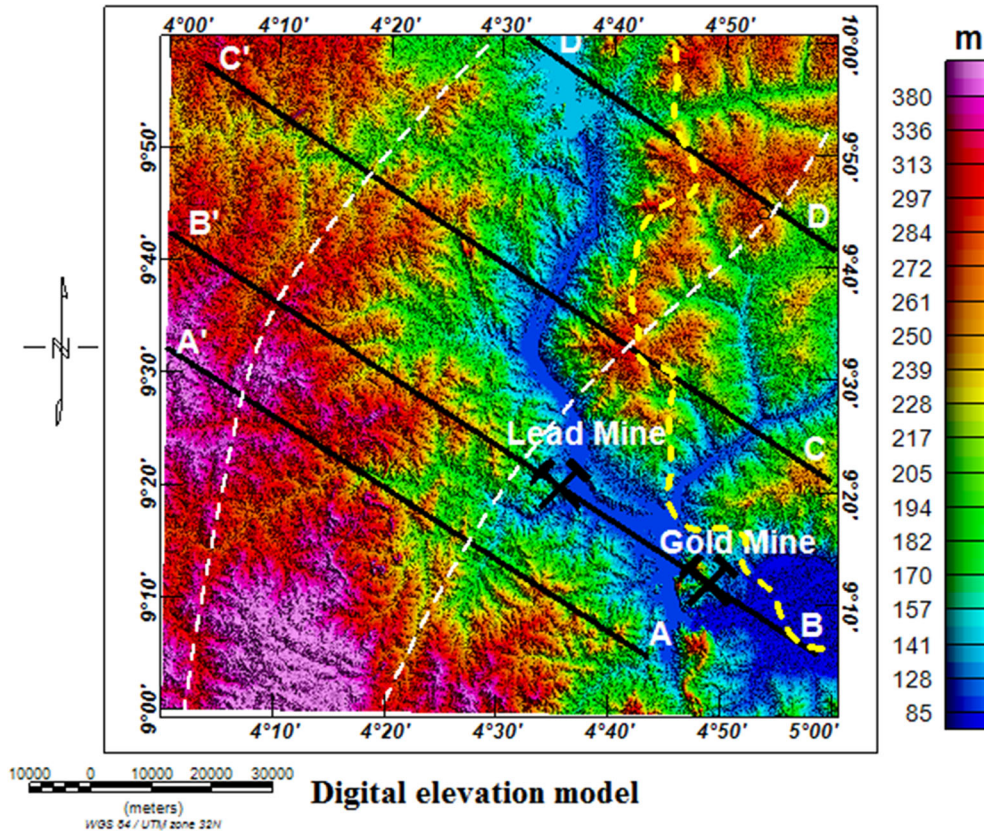 4°00' 4°10' 4°20' 4°30' 4°40' 4°50'
m
C'
D'
10°00'
9°50'
9°50'
380
336
313
297
284
272
261
250
239
228
217
205
194
182
170
157
141
128
85
B'
D
9°40'
9°40'
N
A'
9°30'
9°30'
Lead Mine
C
9°20'
9°20'
Gold Mine
9°10'
9°10'
A
B
9°00'
4°10' 4°20' 4°30' 4°40' 4°50' 5°00'
10000 0 10000 20000 30000
(meters)
WGS 84 / UTM zone 32N
Digital elevation model